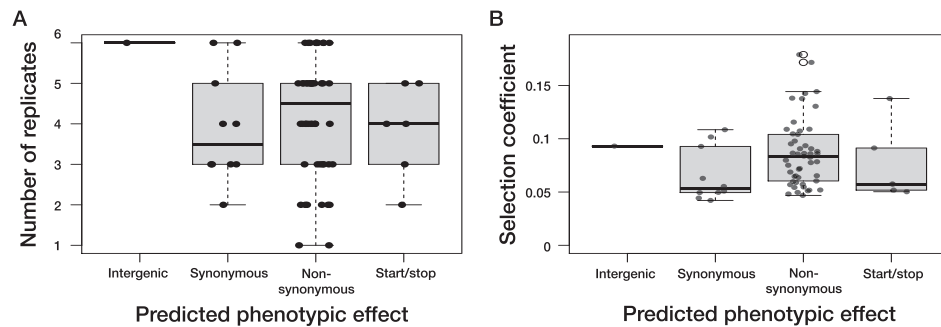 A
Number of replicates
6
5
4
3
2
1
Intergenic
Synonymous
Non-
synonymous
Start/stop
Predicted phenotypic effect
B
Selection coefficient
0.15
0.1
0.05
0
Intergenic
Synonymous
Non-
synonymous
Start/stop
Predicted phenotypic effect